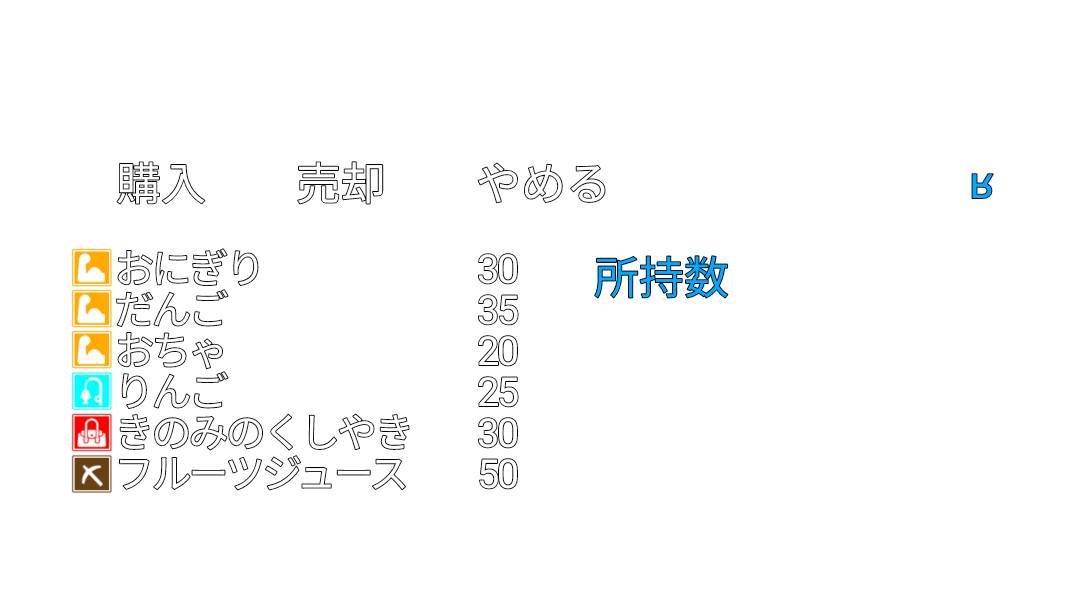 購入 売却 やめる R
おにぎり 30 所持数
だんご 35
おちゃ 20
りんご 25
きのみのくしやき 30
フルーツジュース 50